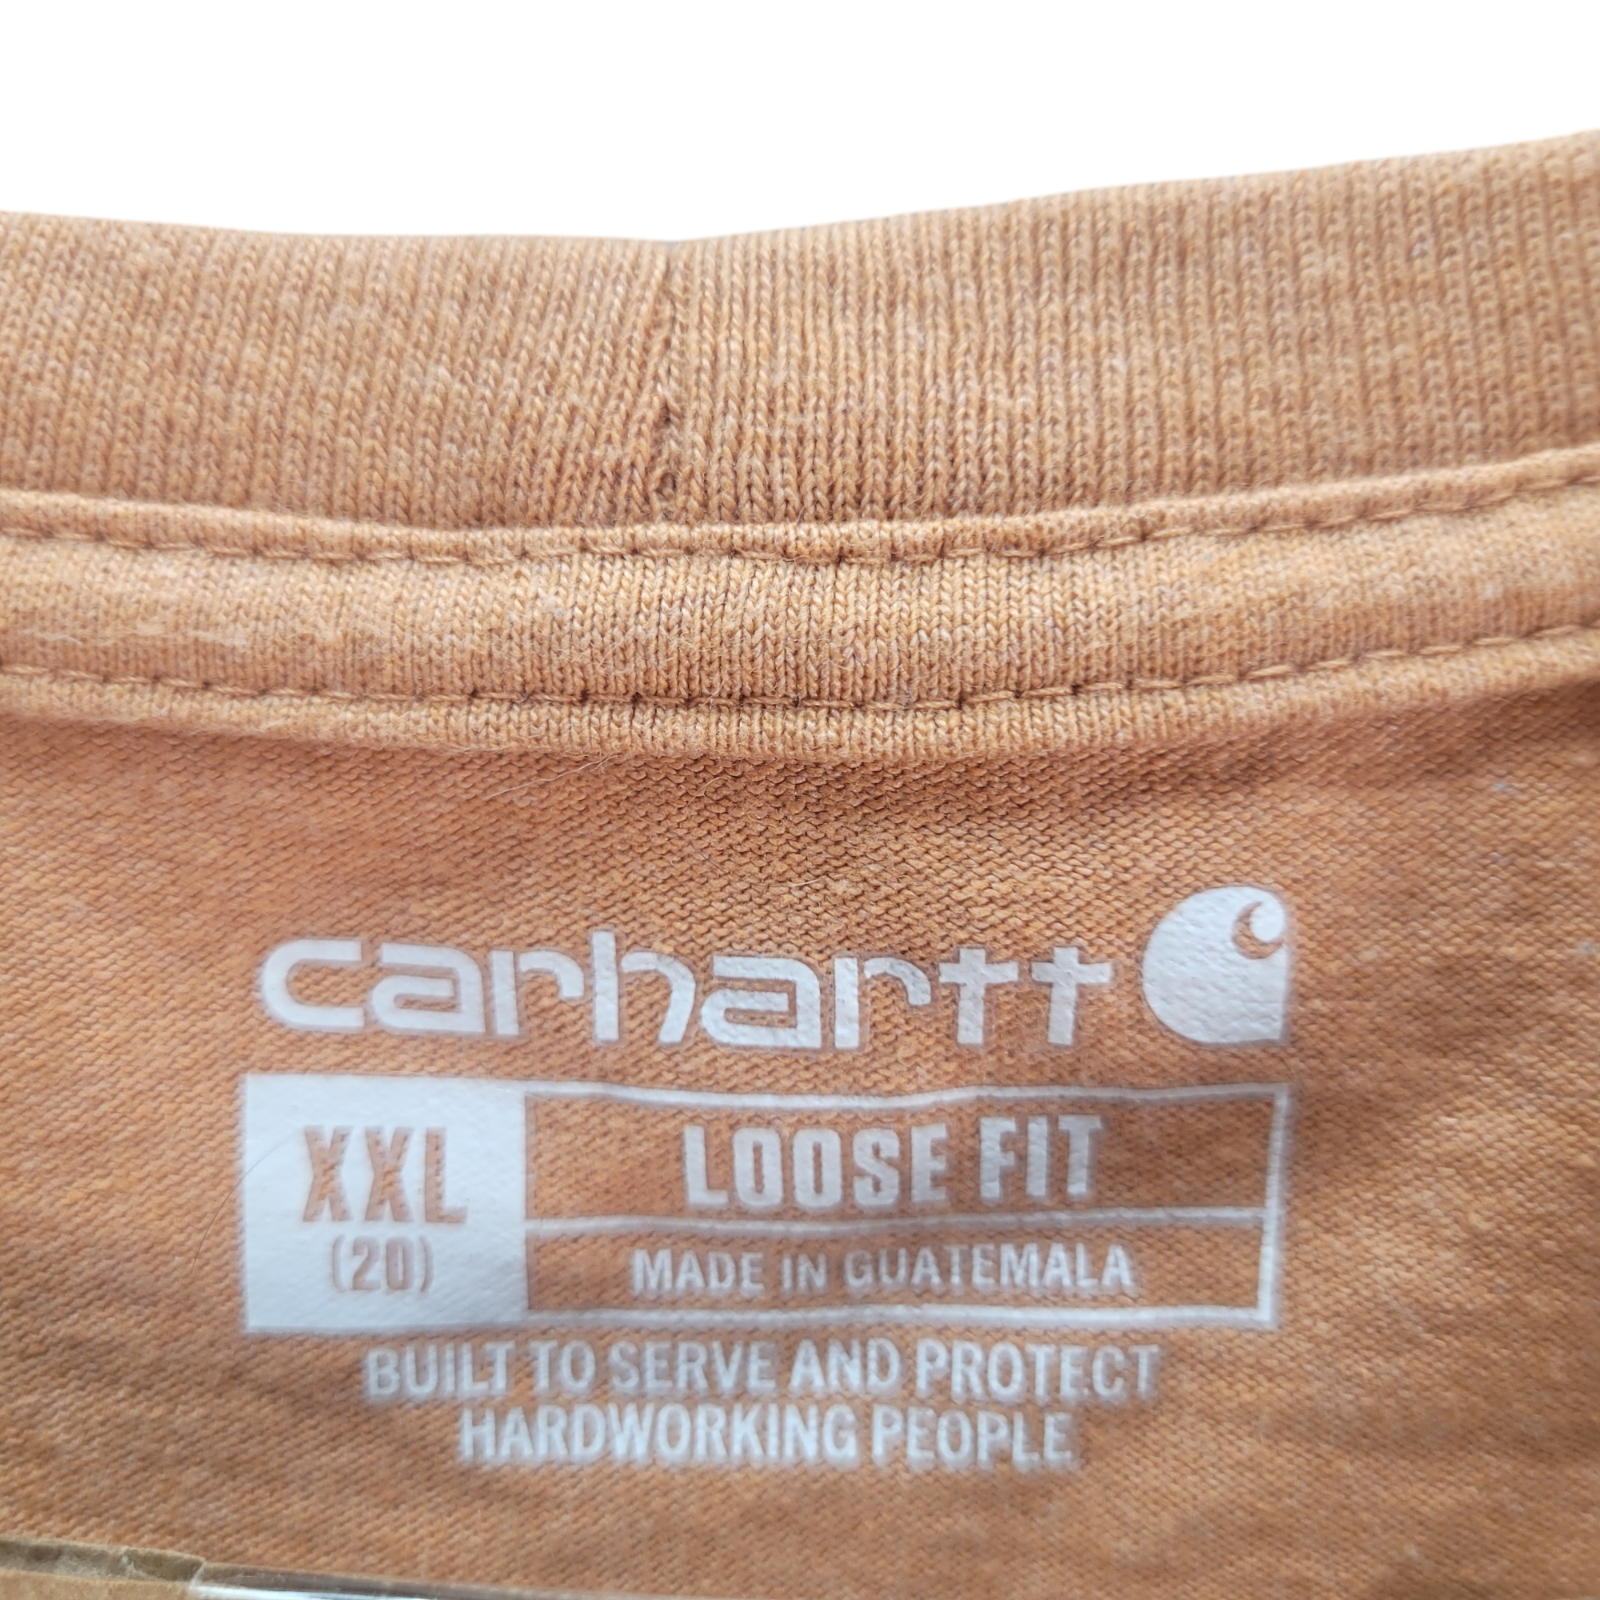 carhartt
XXL
(20)
LOOSE FIT
MADE IN GUATEMALA
BUILT TO SERVE AND PROTECT
HARDWORKING PEOPLE